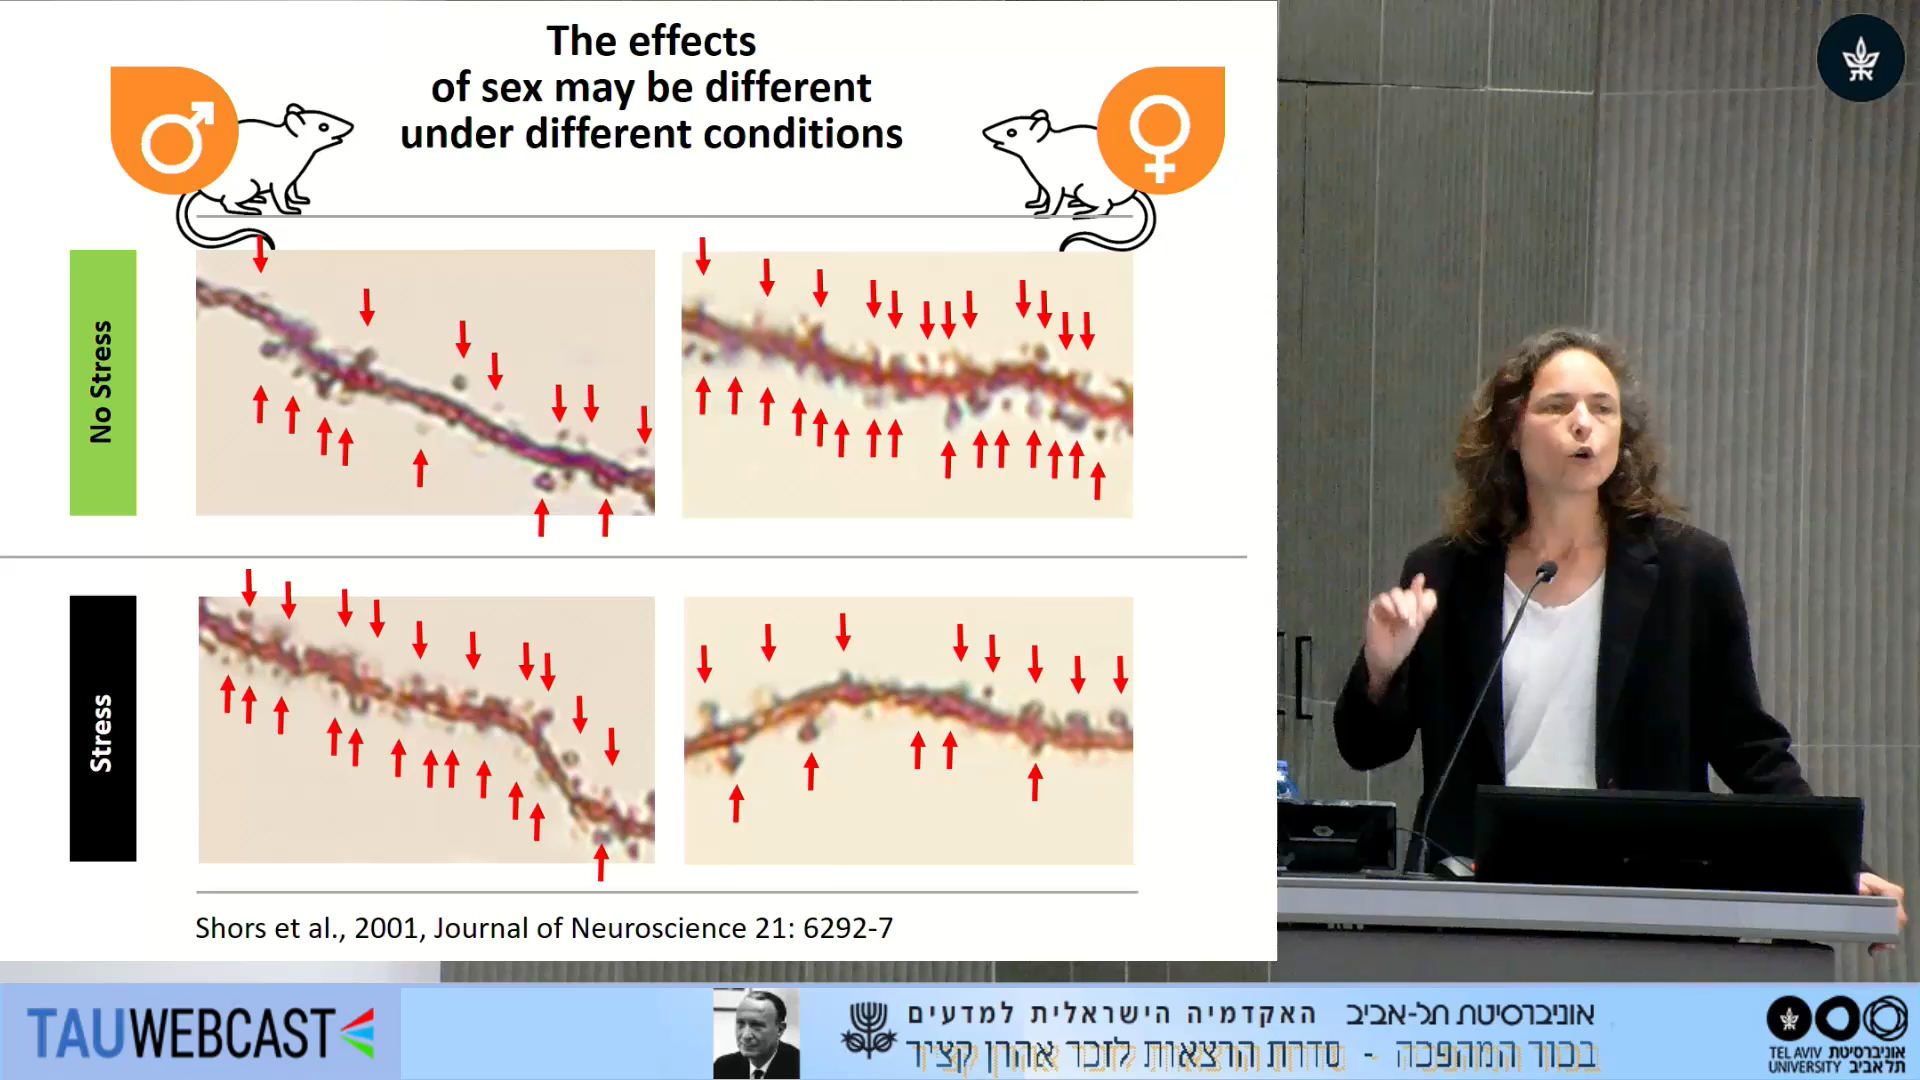 The effects
of sex may be different
under different conditions
No Stress
Stress
Shors et al., 2001, Journal of Neuroscience 21: 6292-7
TAUWEBCAST
אוניברסיטת תל-אביב האקדמיה הישראלית למדעים
בכור המהפכה - סדרת הרצאות לזכר אהרן קציר
TEL AVIV אוניברסיטת
UNIVERSITY תל אביב